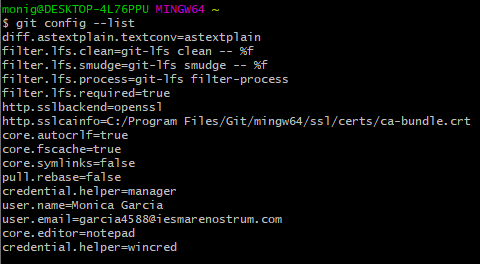 monig@DESKTOP-4L76PPU MINGW64 ~
$ git config --list
diff.astextplain.textconv=astextplain
filter.lfs.clean=git-lfs clean -- %f
filter.lfs.smudge=git-lfs smudge -- %f
filter.lfs.process=git-lfs filter-process
filter.lfs.required=true
http.sslbackend=openssl
http.sslcainfo=C:/Program Files/Git/mingw64/ssl/certs/ca-bundle.crt
core.autocrlf=true
core.fscache=true
core.symlinks=false
pull.rebase=false
credential.helper=manager
user.name=Monica Garcia
user.email=garcia4588@iesmarenostrum.com
core.editor=notepad
credential.helper=wincred